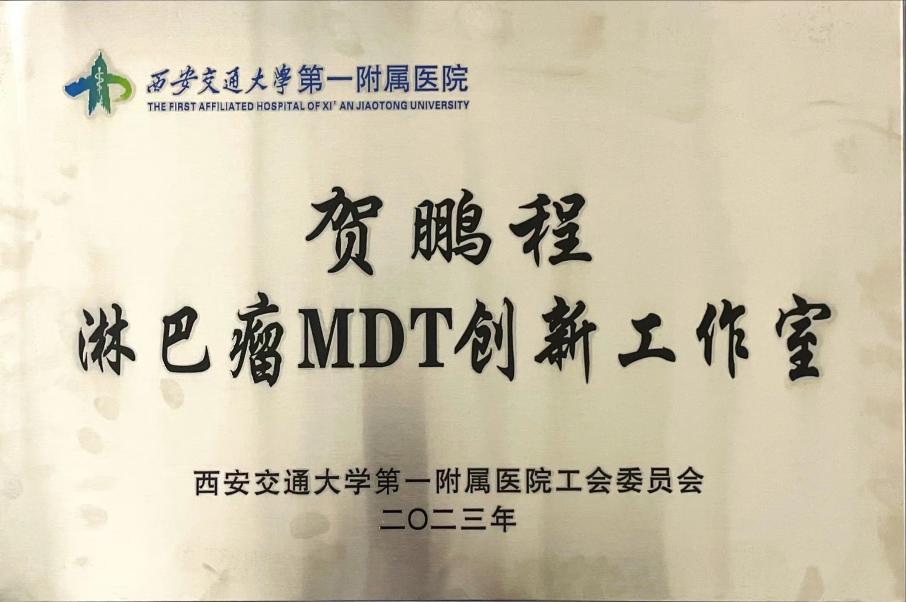 西安交通大学第一附属医院
THE FIRST AFFILIATED HOSPITAL OF XI'AN JIAOTONG UNIVERSITY
贺鹏程
淋巴瘤MDT创新工作室
西安交通大学第一附属医院工会委员会
二〇二三年